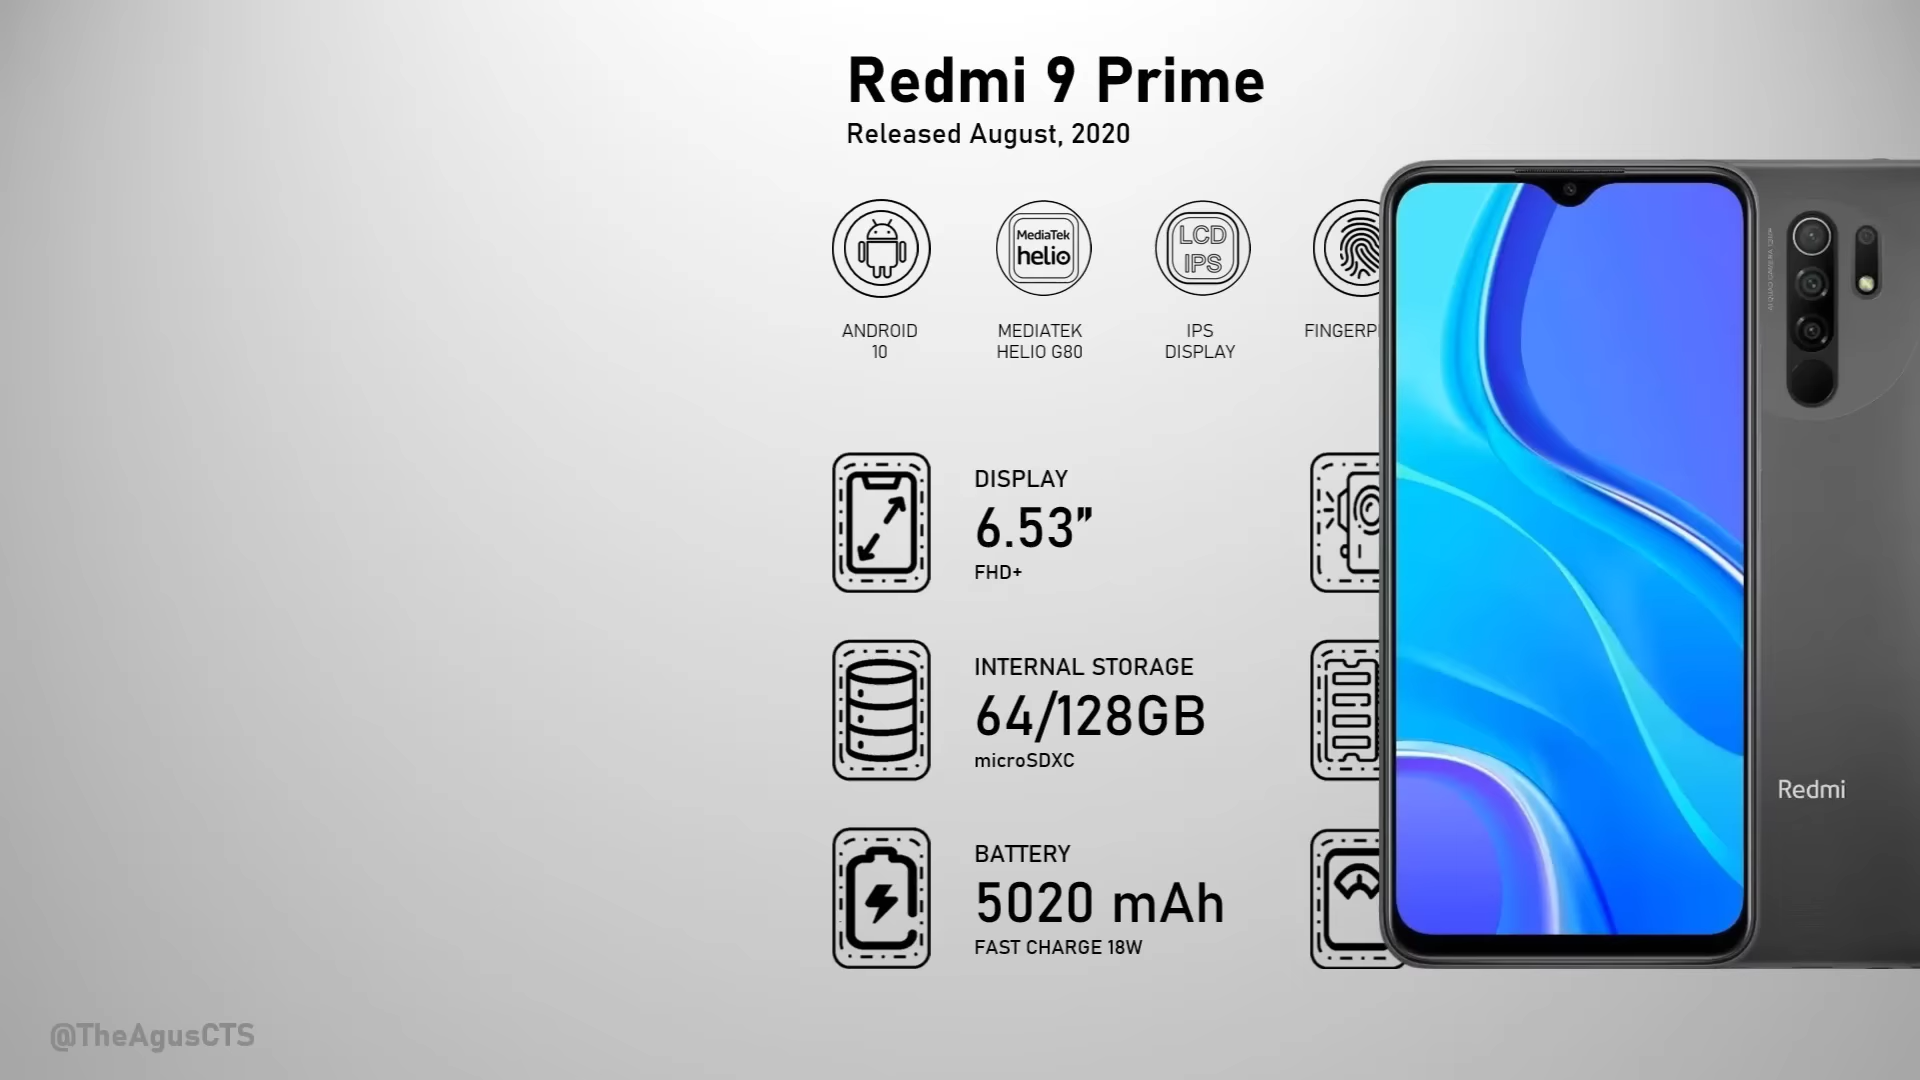 Redmi 9 Prime
Released August, 2020
MediaTek
helio
LCD
IPS
ANDROID
10
MEDIATEK
HELIO G80
IPS
DISPLAY
FINGERP
DISPLAY
6.53”
FHD+
INTERNAL STORAGE
64/128GB
microSDXC
BATTERY
5020 mAh
FAST CHARGE 18W
Redmi
@TheAgusCTS